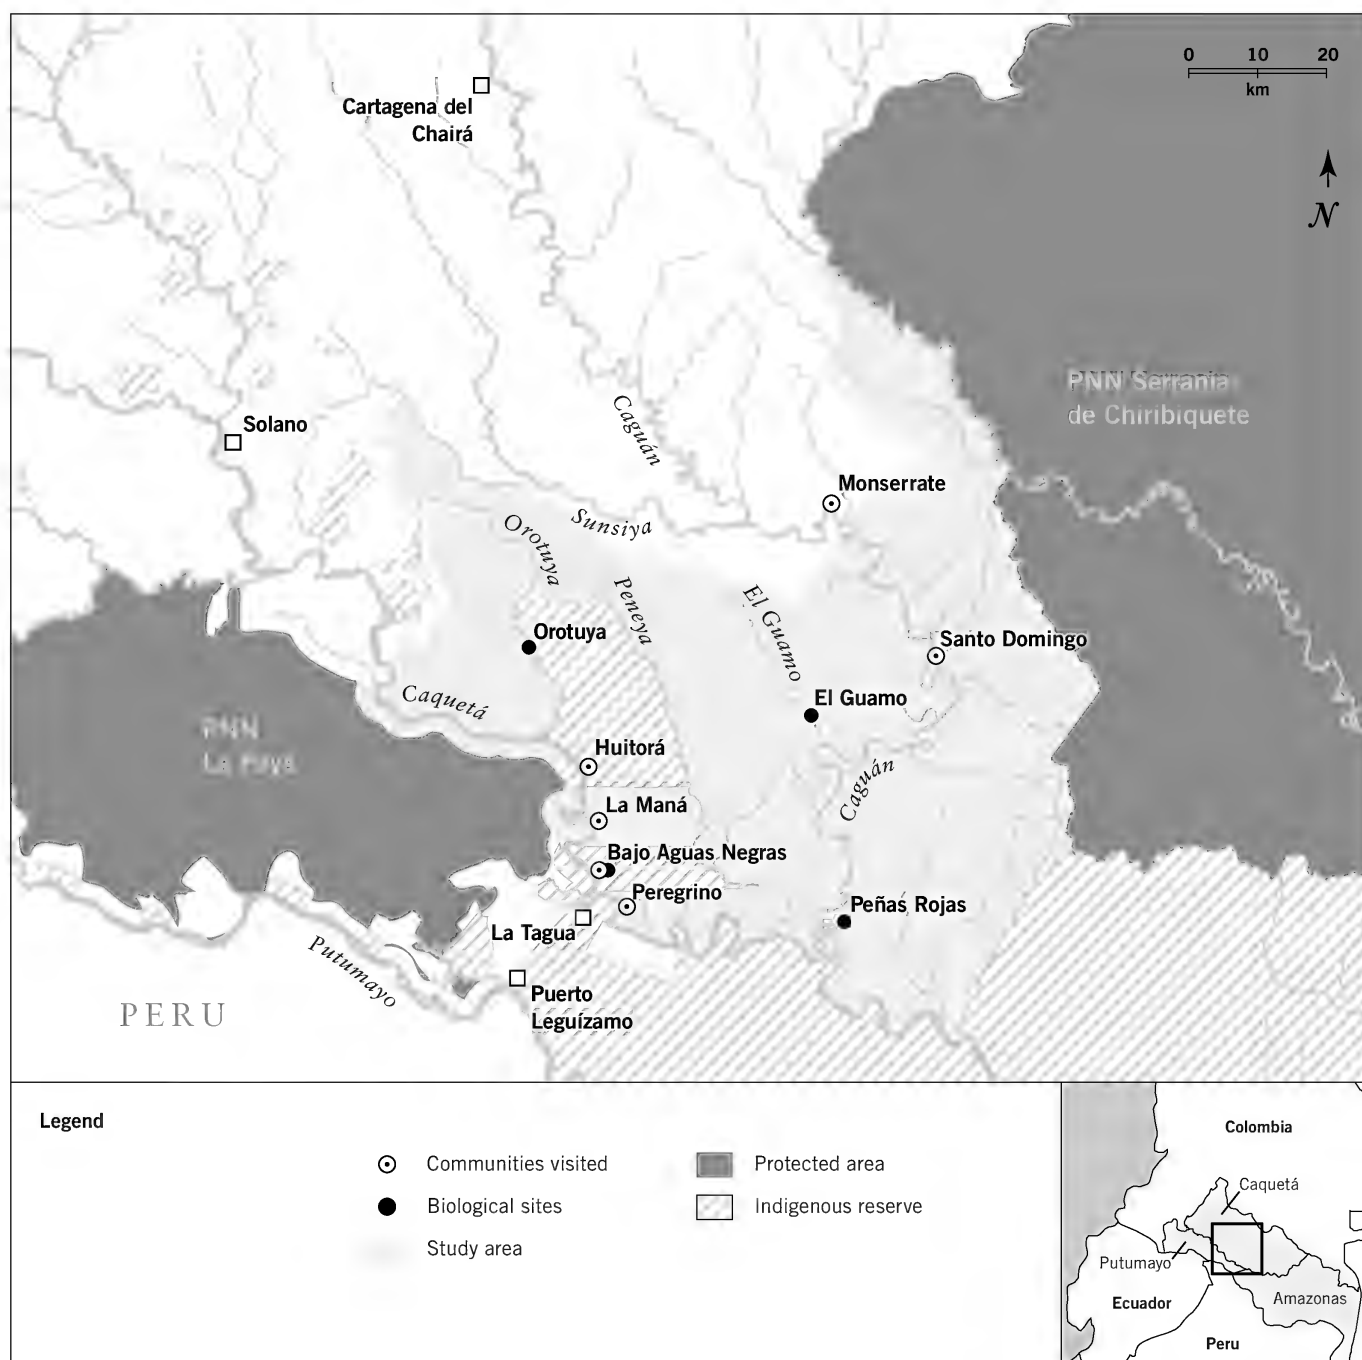 0 10 20
km
N
Cartagena del
Chairá
PNN Serranía
de Chiribiquete
Solano
Caguán
Monserrate
Sunsiya
Orotuya
Peneya
El Guamo
Orotuya
Santo Domingo
Caquetá
El Guamo
PNN
La Paya
Huitorá
Caguán
La Maná
Bajo Aguas Negras
Peregrino
Peñas Rojas
La Tagua
Putumayo
Puerto
Leguízamo
PERU
Legend
Communities visited
Biological sites
Study area
Protected area
Indigenous reserve
Colombia
Caquetá
Putumayo
Ecuador
Amazonas
Peru